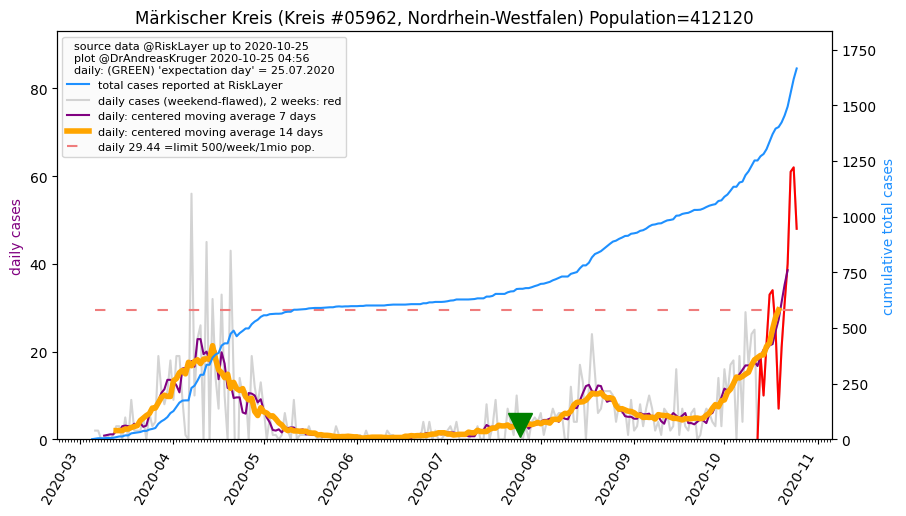 Märkischer Kreis (Kreis #05962, Nordrhein-Westfalen) Population=412120
source data @RiskLayer up to 2020-10-25
plot @DrAndreasKruger 2020-10-25 04:56
daily: (GREEN) 'expectation day' = 25.07.2020
total cases reported at RiskLayer
daily cases (weekend-flawed), 2 weeks: red
daily: centered moving average 7 days
daily: centered moving average 14 days
daily 29.44 =limit 500/week/1mio pop.
daily cases
80
60
40
20
0
cumulative total cases
1750
1500
1250
1000
750
500
250
0
2020-03
2020-04
2020-05
2020-06
2020-07
2020-08
2020-09
2020-10
2020-11